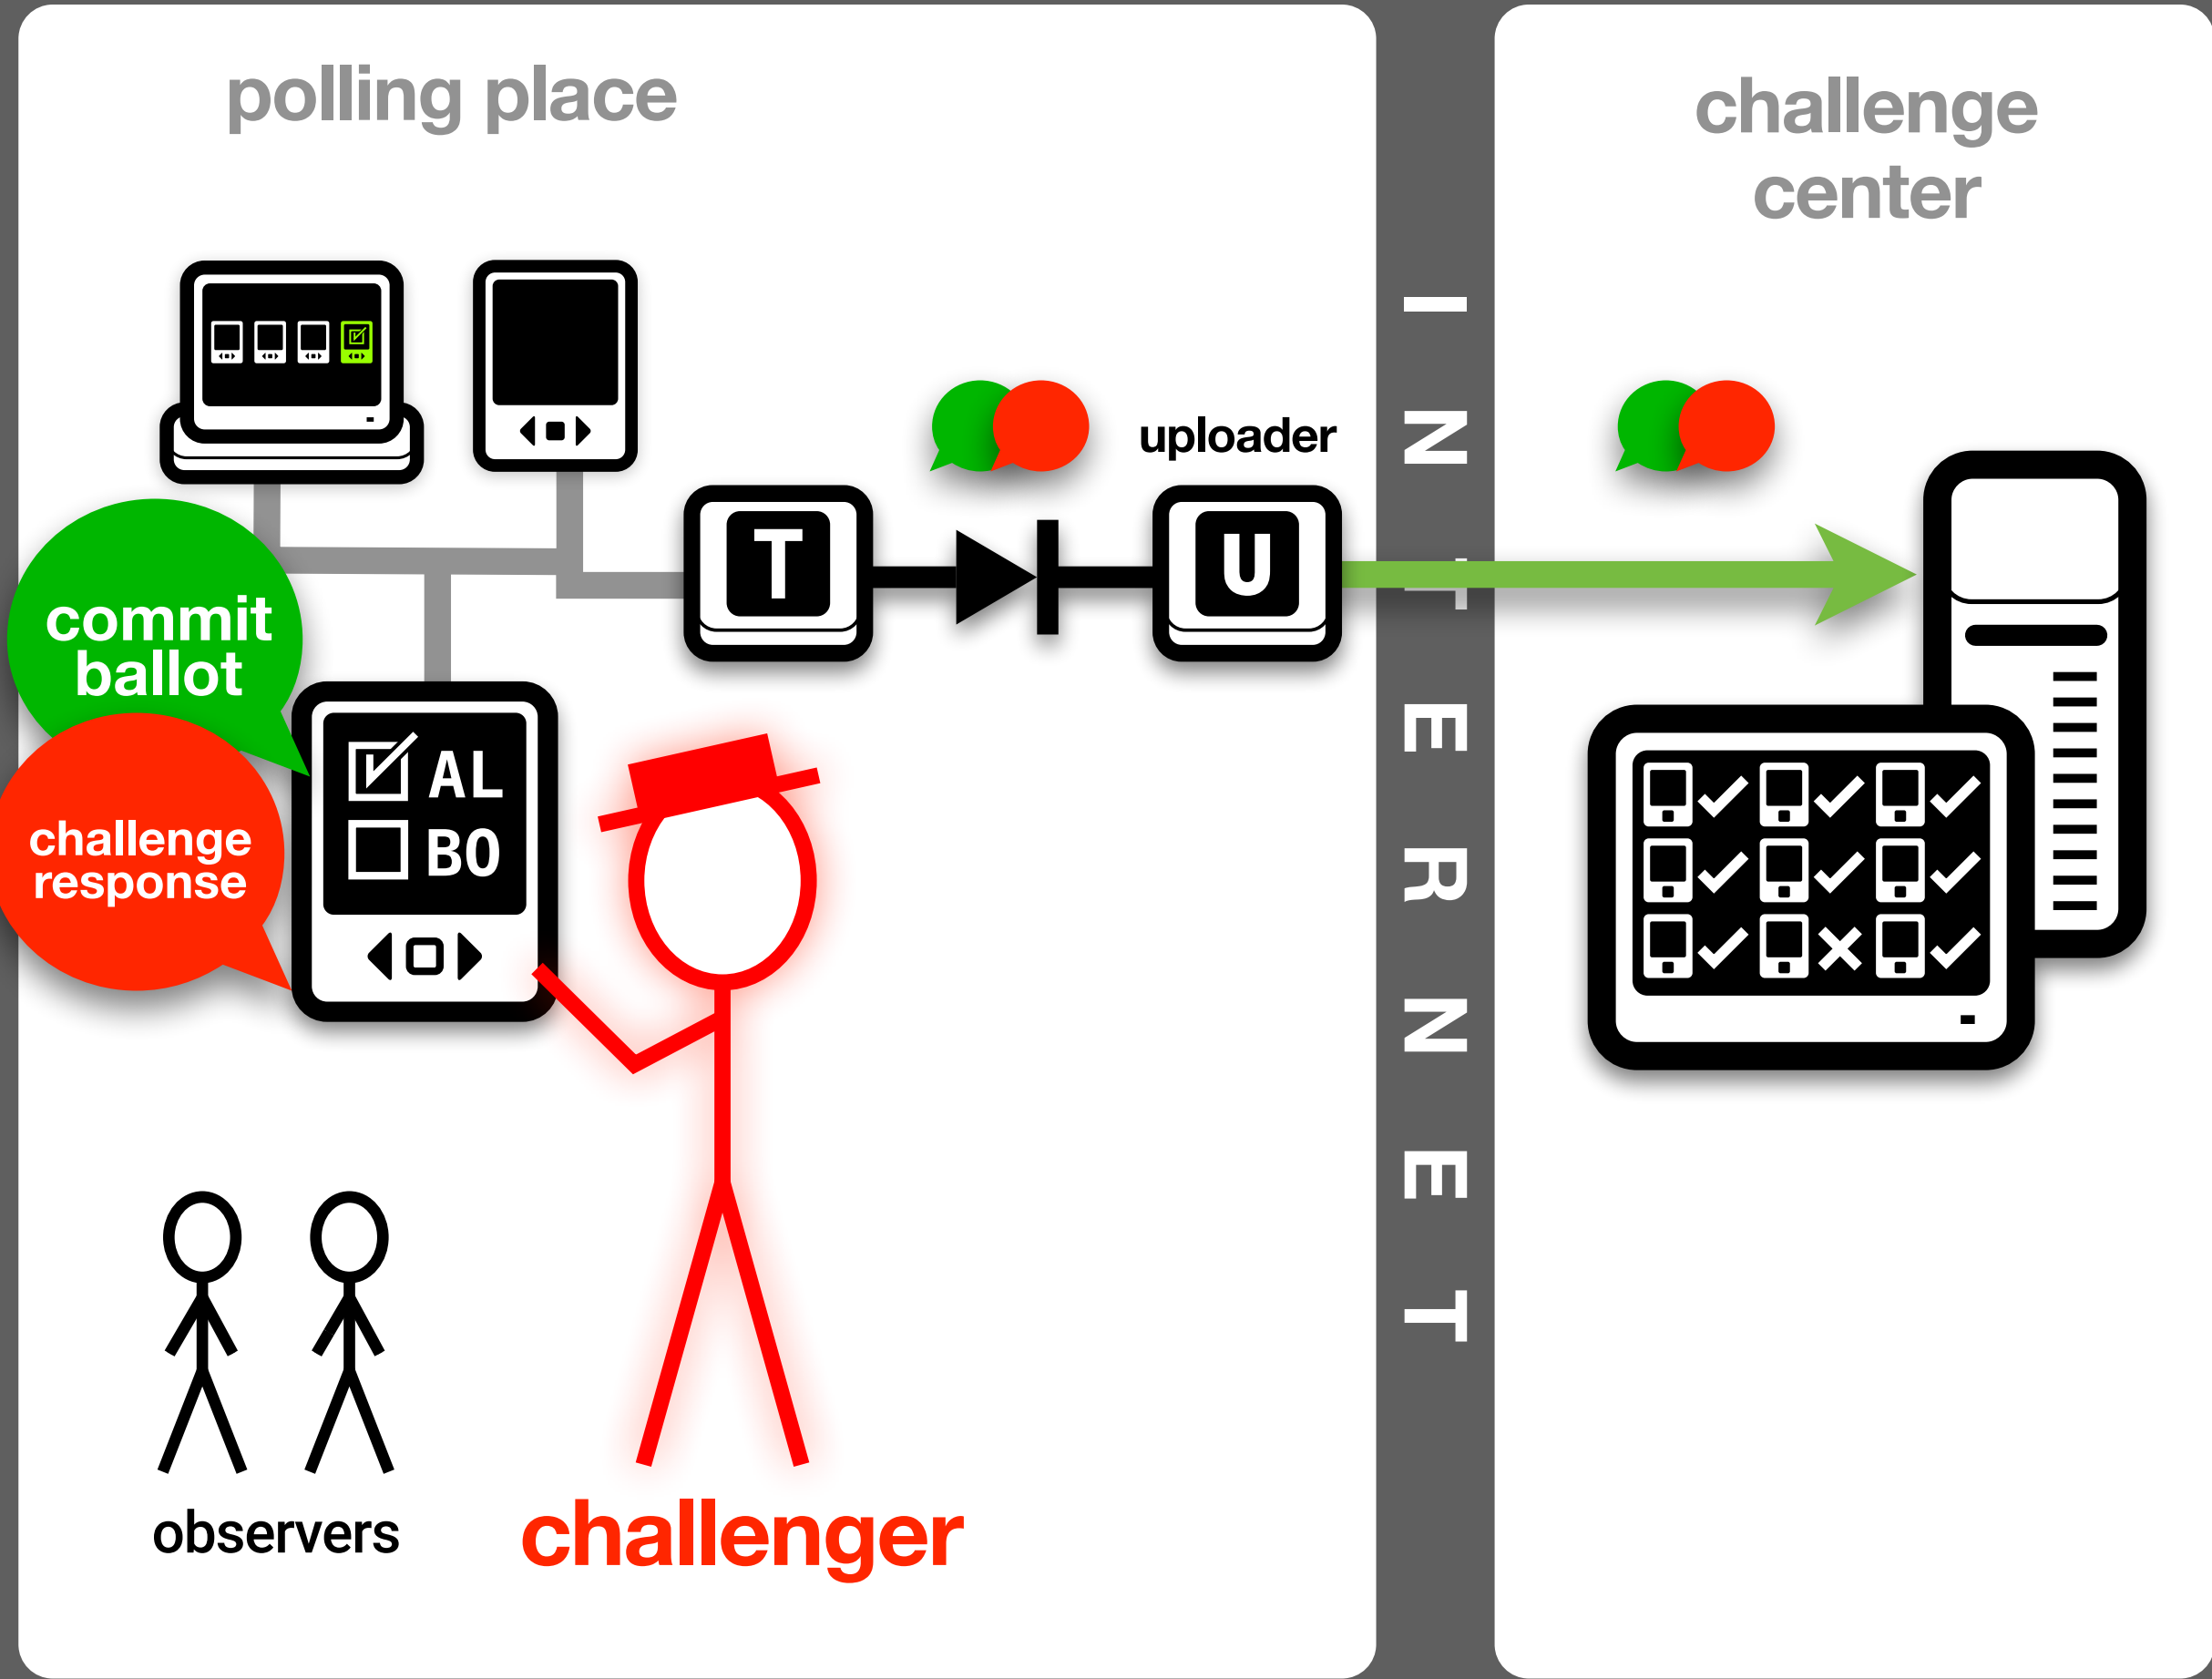 polling place
challenge
center
uploader
T
U
commit
ballot
challenge
response
AL
BO
INTERNET
observers
challenger